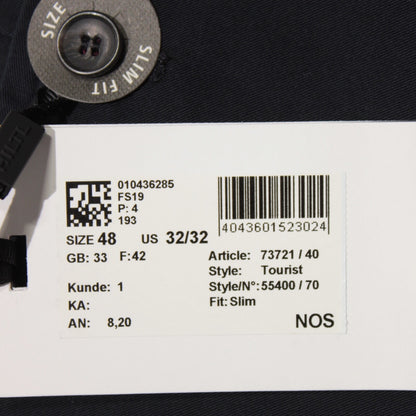 SIZE
SLIM FIT
HILTL
010436285
FS19
P: 4
193
4043601523024
SIZE 48 US 32/32
GB: 33 F: 42
Article: 73721 / 40
Style: Tourist
Style/N°: 55400 / 70
Fit: Slim
Kunde: 1
KA:
AN: 8,20
NOS